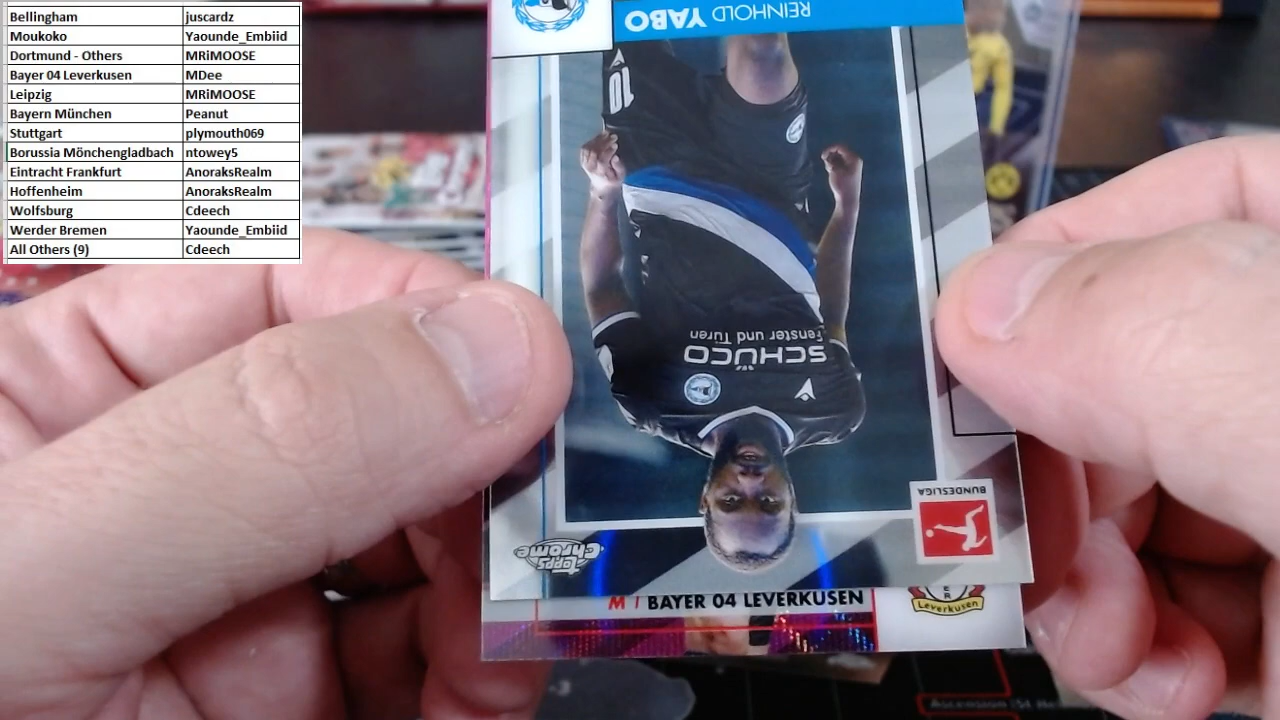 Bellingham juscardz
Moukoko Yaounde_Embiid
Dortmund - Others MRiMOOSE
Bayer 04 Leverkusen MDee
Leipzig MRiMOOSE
Bayern München Peanut
Stuttgart plymouth069
Borussia Mönchengladbach ntowey5
Eintracht Frankfurt AnoraksRealm
Hoffenheim AnoraksRealm
Wolfsburg Cdeech
Werder Bremen Yaounde_Embiid
All Others (9) Cdeech
REINHOLD YABO
10
Fenster und Türen
SCHÜCO
BUNDESLIGA
topps
Chrome
M | BAYER 04 LEVERKUSEN
Leverkusen